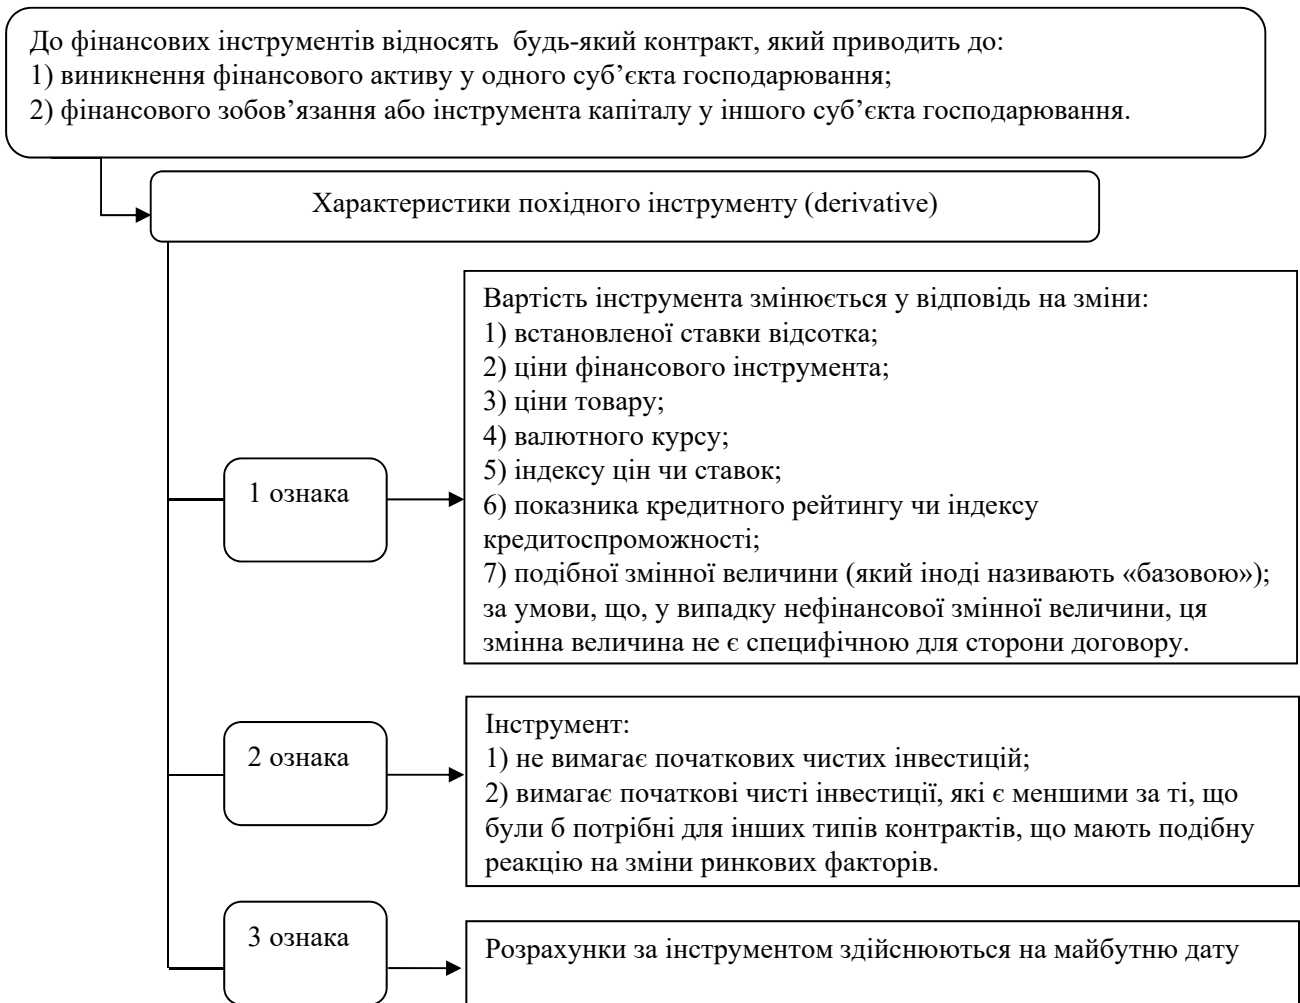 До фінансових інструментів відносять будь-який контракт, який приводить до:
1) виникнення фінансового активу у одного суб’єкта господарювання;
2) фінансового зобов’язання або інструмента капіталу у іншого суб’єкта господарювання.
Характеристики похідного інструменту (derivative)
1 ознака
Вартість інструмента змінюється у відповідь на зміни:
1) встановленої ставки відсотка;
2) ціни фінансового інструмента;
3) ціни товару;
4) валютного курсу;
5) індексу цін чи ставок;
6) показника кредитного рейтингу чи індексу
кредитоспроможності;
7) подібної змінної величини (який іноді називають «базовою»);
за умови, що, у випадку нефінансової змінної величини, ця
змінна величина не є специфічною для сторони договору.
2 ознака
Інструмент:
1) не вимагає початкових чистих інвестицій;
2) вимагає початкові чисті інвестиції, які є меншими за ті, що
були б потрібні для інших типів контрактів, що мають подібну
реакцію на зміни ринкових факторів.
3 ознака
Розрахунки за інструментом здійснюються на майбутню дату